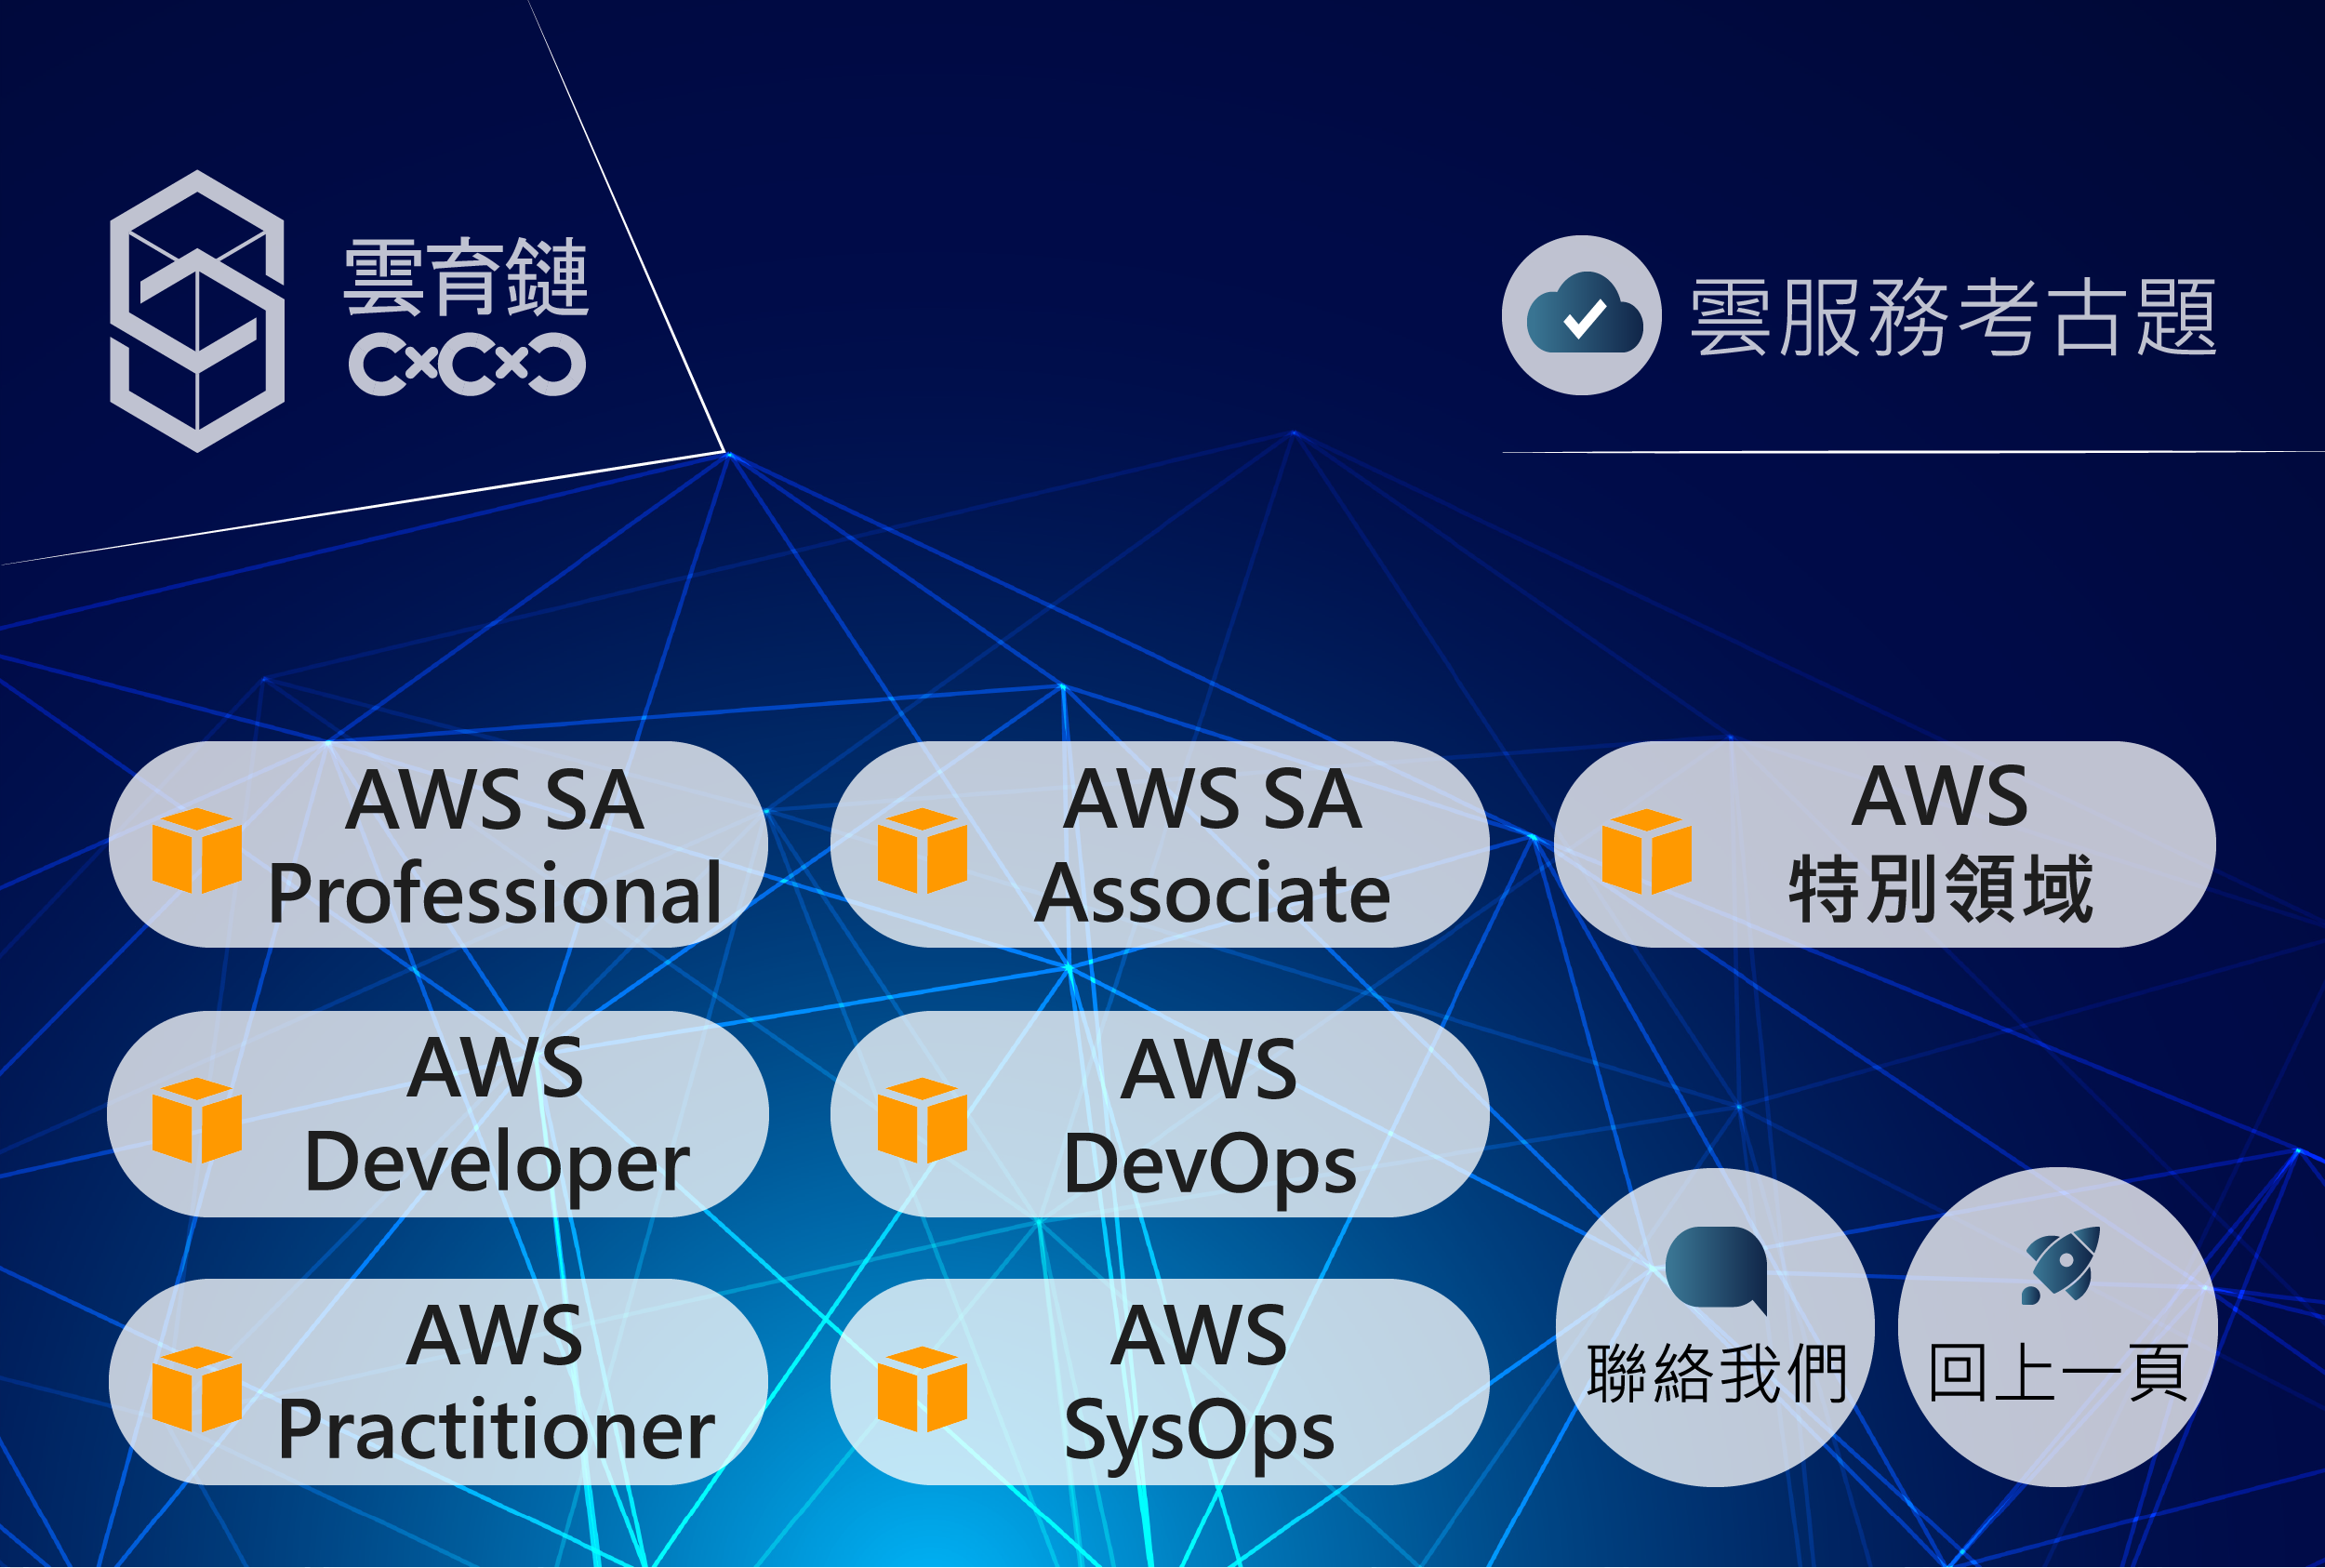 雲育鏈
CXCXC
雲服務考古題
AWS SA
Professional
AWS SA
Associate
AWS
特別領域
AWS
Developer
AWS
DevOps
AWS
Practitioner
AWS
SysOps
聯絡我們
回上一頁